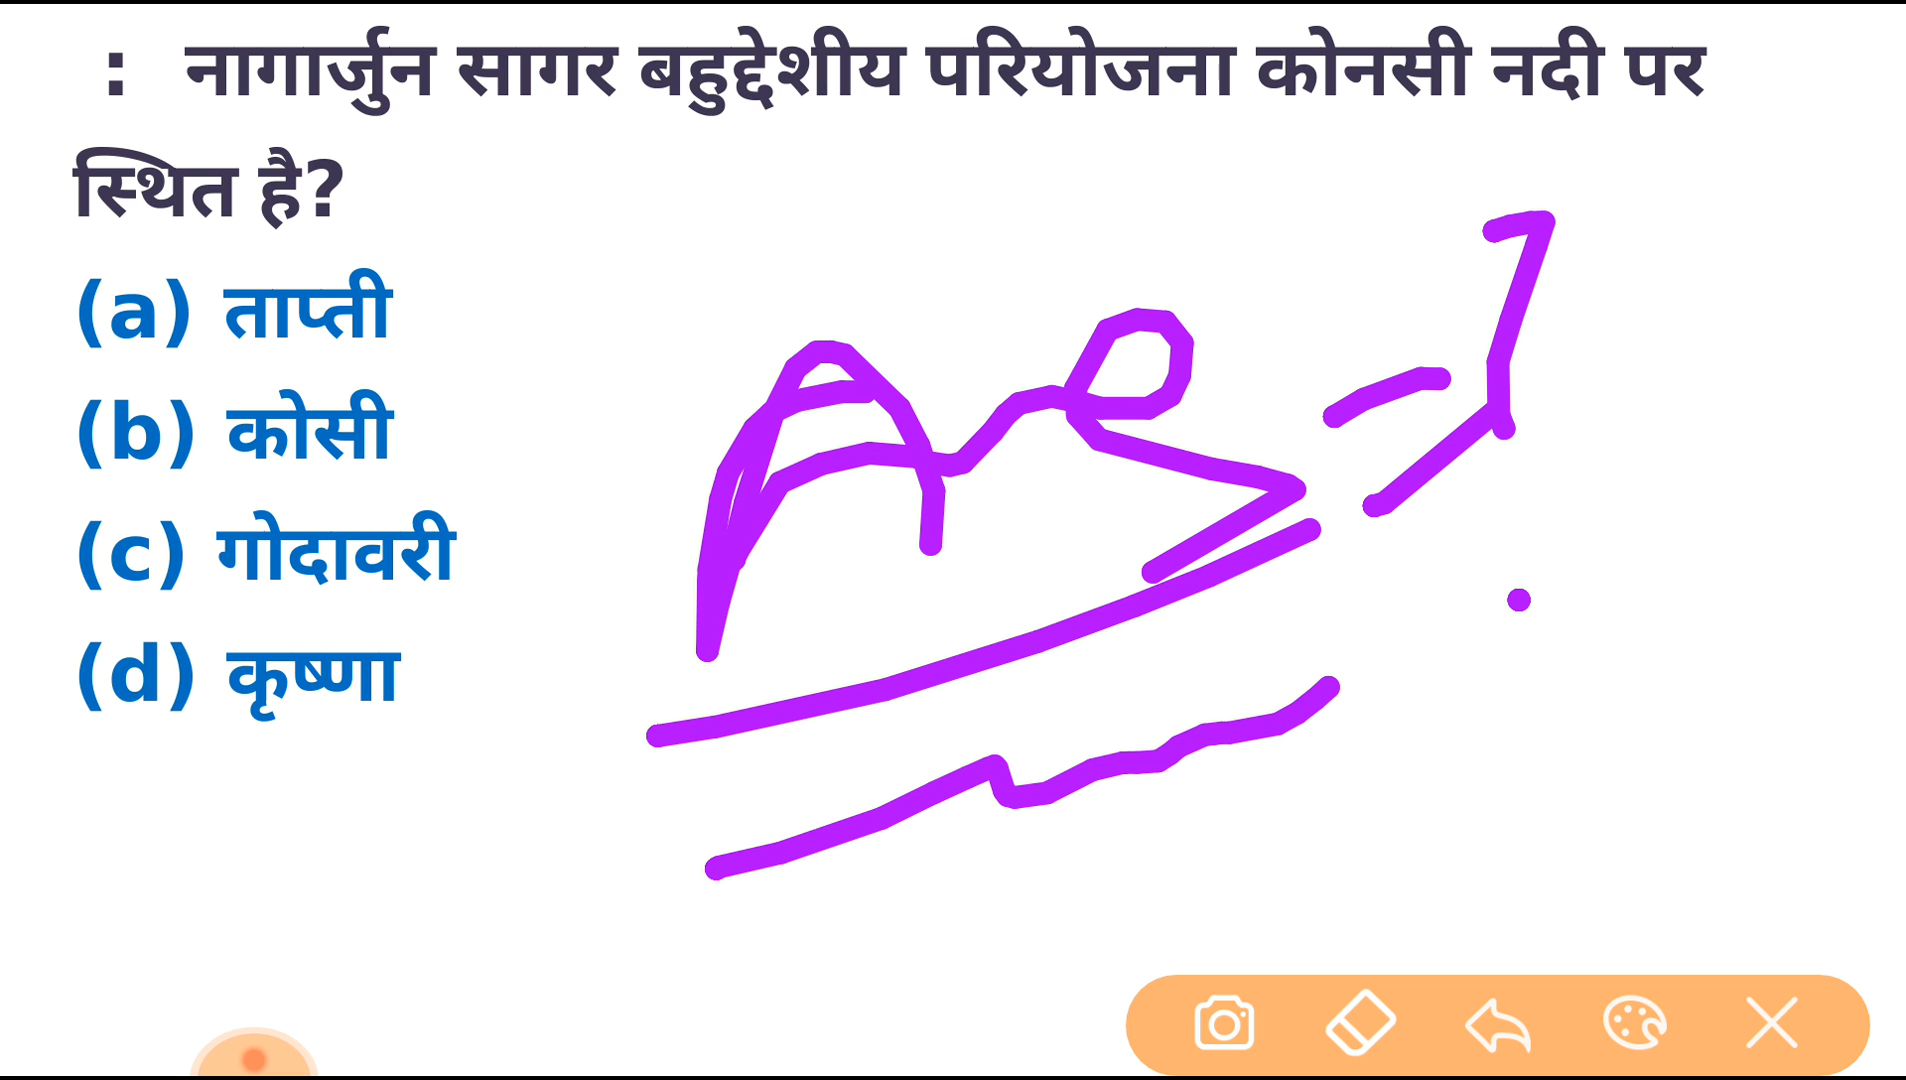 : नागार्जुन सागर बहुद्देशीय परियोजना कोनसी नदी पर
स्थित है?
(a) ताप्ती
(b) कोसी
(c) गोदावरी
(d) कृष्णा